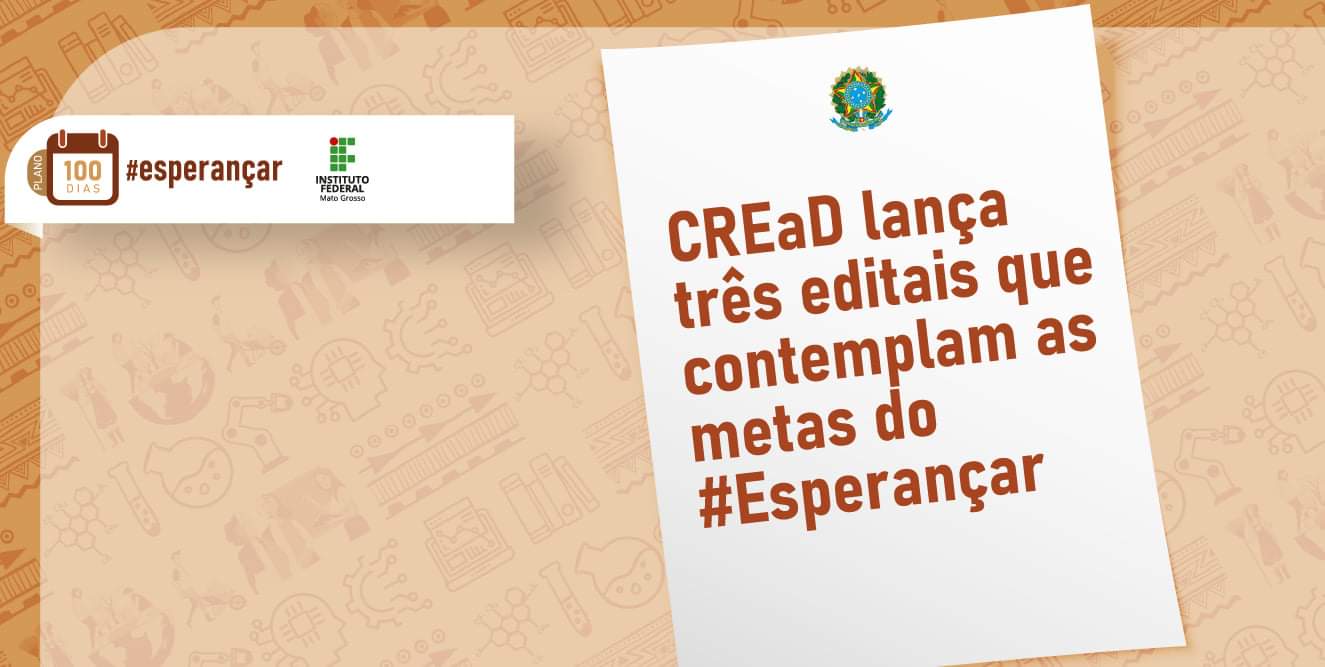 PLANO
100
DIAS
#esperançar
INSTITUTO
FEDERAL
Mato Grosso
CREaD lança
três editais que
contemplam as
metas do
#Esperançar